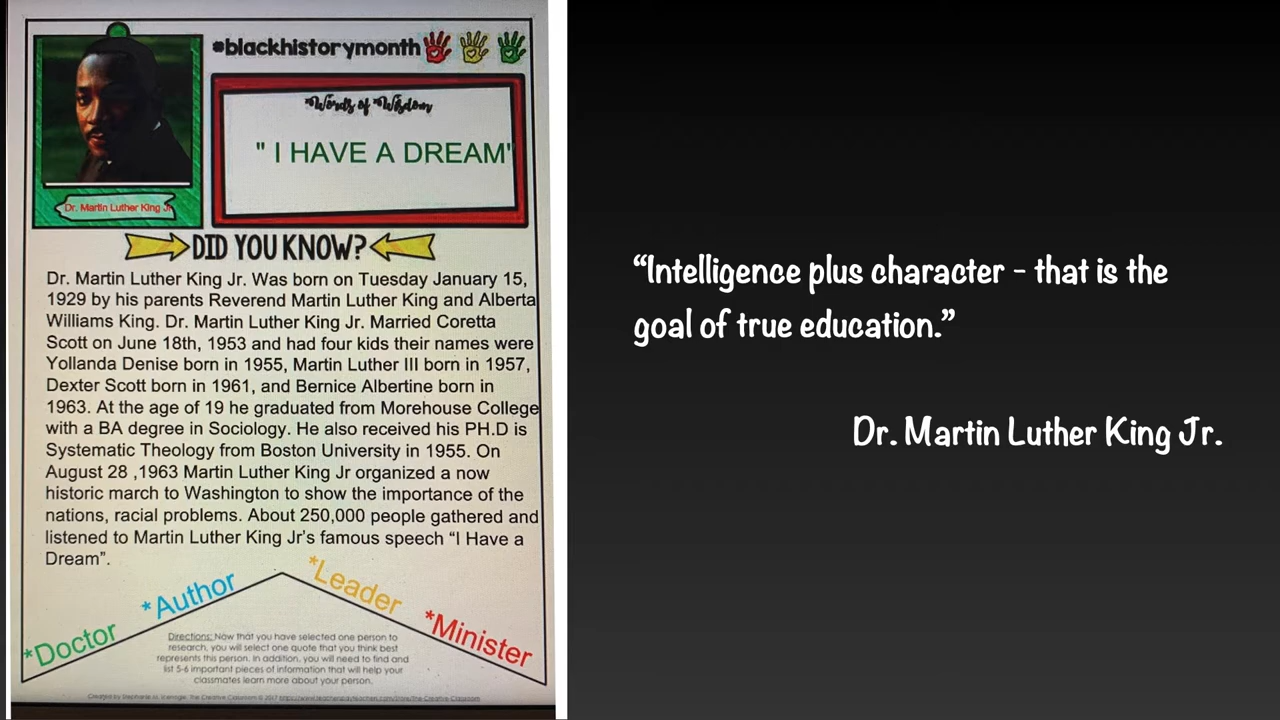 #blackhistorymonth
Words of Wisdom
" I HAVE A DREAM"
Dr. Martin Luther King Jr.
DID YOU KNOW?
Dr. Martin Luther King Jr. Was born on Tuesday January 15,
1929 by his parents Reverend Martin Luther King and Alberta
Williams King. Dr. Martin Luther King Jr. Married Coretta
Scott on June 18th, 1953 and had four kids their names were
Yollanda Denise born in 1955, Martin Luther III born in 1957,
Dexter Scott born in 1961, and Bernice Albertine born in
1963. At the age of 19 he graduated from Morehouse College
with a BA degree in Sociology. He also received his PH.D is
Systematic Theology from Boston University in 1955. On
August 28 ,1963 Martin Luther King Jr organized a now
historic march to Washington to show the importance of the
nations, racial problems. About 250,000 people gathered and
listened to Martin Luther King Jr's famous speech “I Have a
Dream”.
*Doctor
*Author
*Leader
*Minister
Directions: Now that you have selected one person to
research, you will select one quote that you think best
represents this person. In addition, you will need to find and
list 5-6 important pieces of information that will help your
classmates learn more about your person.
Created by Stephanie The Creative Classroom © 2017
“Intelligence plus character - that is the
goal of true education.”
Dr. Martin Luther King Jr.